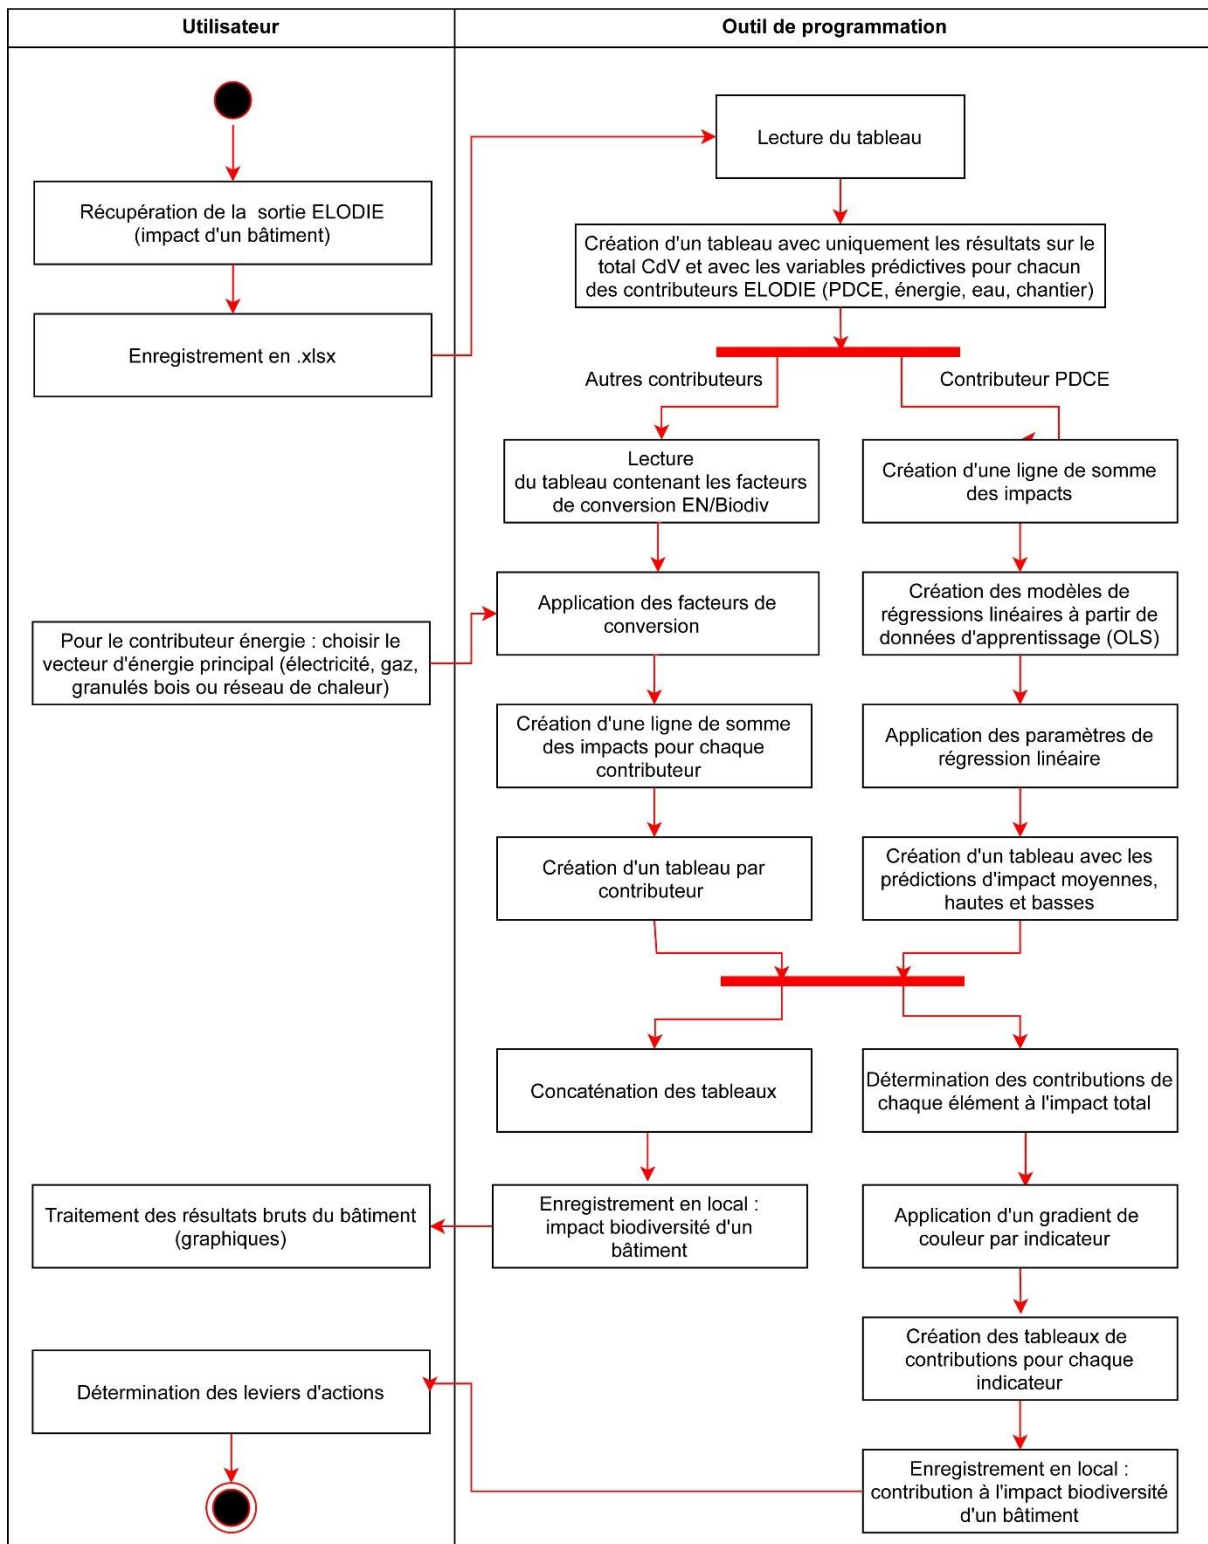 Utilisateur
Outil de programmation
Lecture du tableau
Récupération de la sortie ELODIE
(impact d'un bâtiment)
Création d'un tableau avec uniquement les résultats sur le
total CdV et avec les variables prédictives pour chacun
des contributeurs ELODIE (PDCE, énergie, eau, chantier)
Enregistrement en .xlsx
Autres contributeurs
Contributeur PDCE
Lecture
du tableau contenant les facteurs
de conversion EN/Biodiv
Création d'une ligne de somme
des impacts
Application des facteurs de
conversion
Création des modèles de
régressions linéaires à partir de
données d'apprentissage (OLS)
Pour le contributeur énergie : choisir le
vecteur d'énergie principal (électricité, gaz,
granulés bois ou réseau de chaleur)
Création d'une ligne de somme
des impacts pour chaque
contributeur
Application des paramètres de
régression linéaire
Création d'un tableau par
contributeur
Création d'un tableau avec les
prédictions d'impact moyennes,
hautes et basses
Concaténation des tableaux
Détermination des contributions de
chaque élément à l'impact total
Traitement des résultats bruts du bâtiment
(graphiques)
Enregistrement en local :
impact biodiversité d'un
bâtiment
Application d'un gradient de
couleur par indicateur
Détermination des leviers d'actions
Création des tableaux de
contributions pour chaque
indicateur
Enregistrement en local :
contribution à l'impact biodiversité
d'un bâtiment